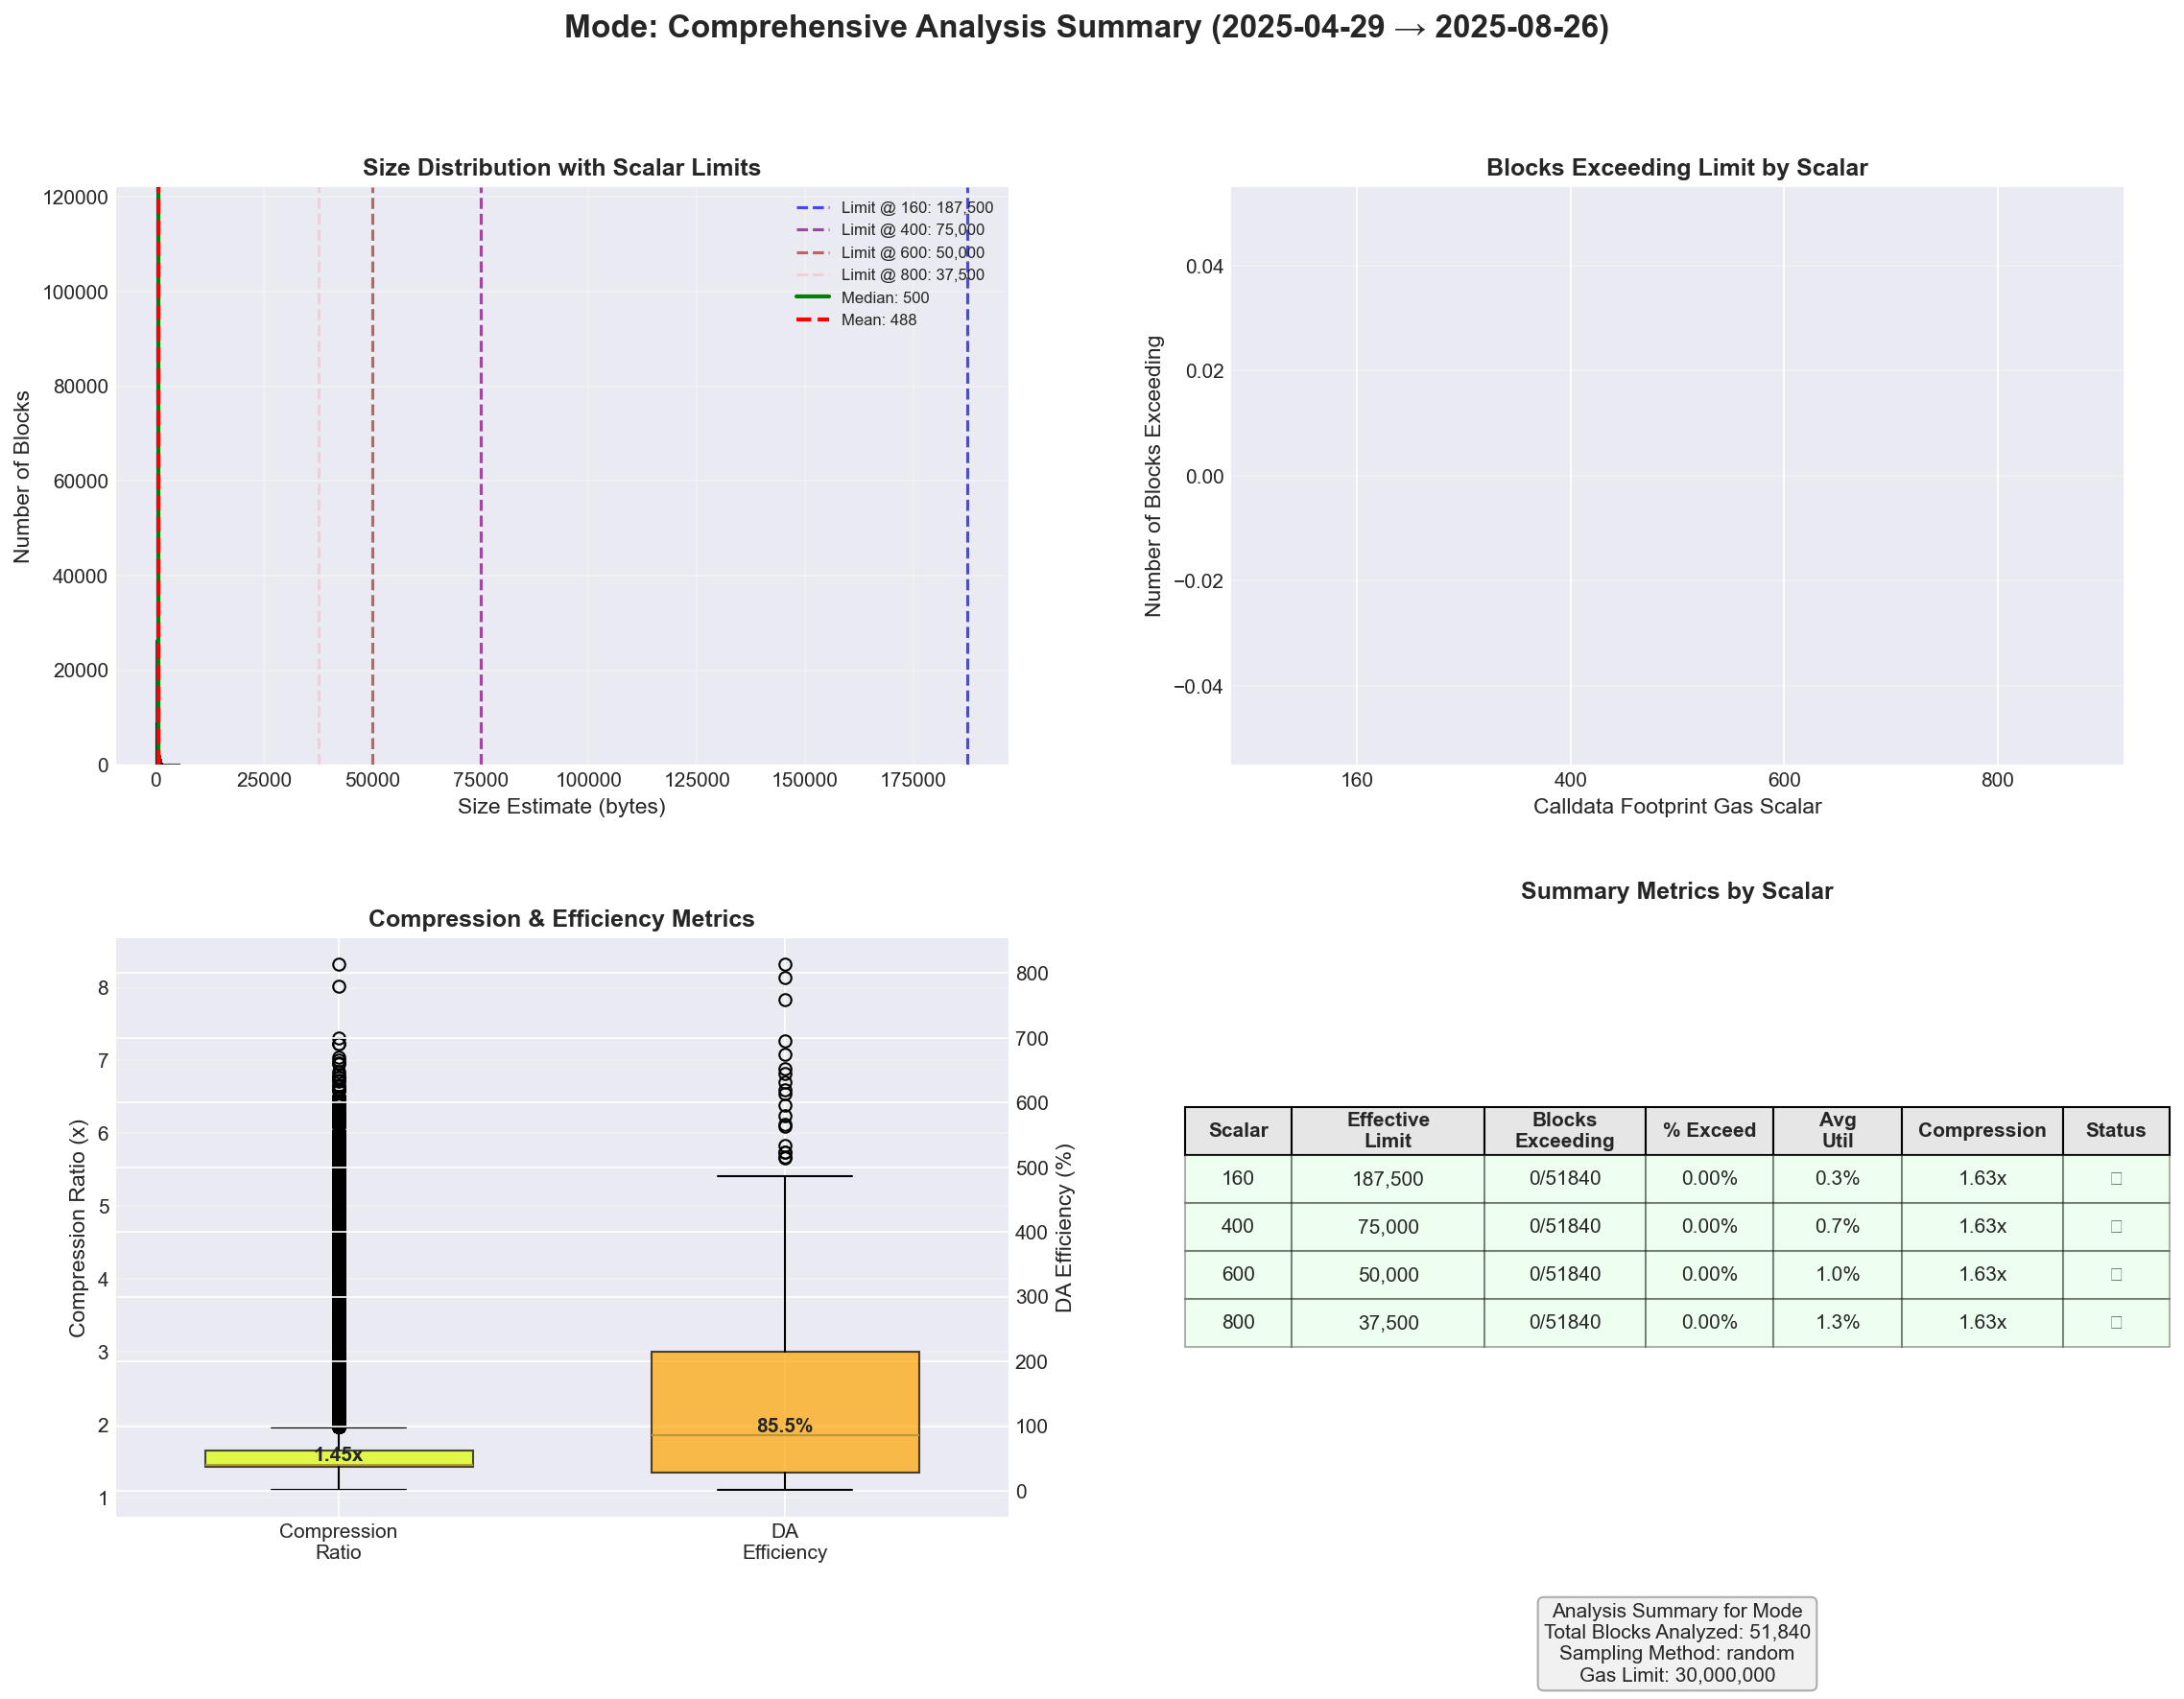 Mode: Comprehensive Analysis Summary (2025-04-29 → 2025-08-26)
Size Distribution with Scalar Limits
Number of Blocks
120000
100000
80000
60000
40000
20000
0
0 25000 50000 75000 100000 125000 150000 175000
Size Estimate (bytes)
Limit @ 160: 187,500
Limit @ 400: 75,000
Limit @ 600: 50,000
Limit @ 800: 37,500
Median: 500
Mean: 488
Blocks Exceeding Limit by Scalar
Number of Blocks Exceeding
0.04
0.02
0.00
−0.02
−0.04
160 400 600 800
Calldata Footprint Gas Scalar
Compression & Efficiency Metrics
Compression Ratio (x)
8
7
6
5
4
3
2
1
1.45x
85.5%
800
700
600
500
400
300
200
100
0
DA Efficiency (%)
Compression
Ratio
DA
Efficiency
Summary Metrics by Scalar
Scalar Effective Limit Blocks Exceeding % Exceed Avg Util Compression Status
160 187,500 0/51840 0.00% 0.3% 1.63x
400 75,000 0/51840 0.00% 0.7% 1.63x
600 50,000 0/51840 0.00% 1.0% 1.63x
800 37,500 0/51840 0.00% 1.3% 1.63x
Analysis Summary for Mode
Total Blocks Analyzed: 51,840
Sampling Method: random
Gas Limit: 30,000,000